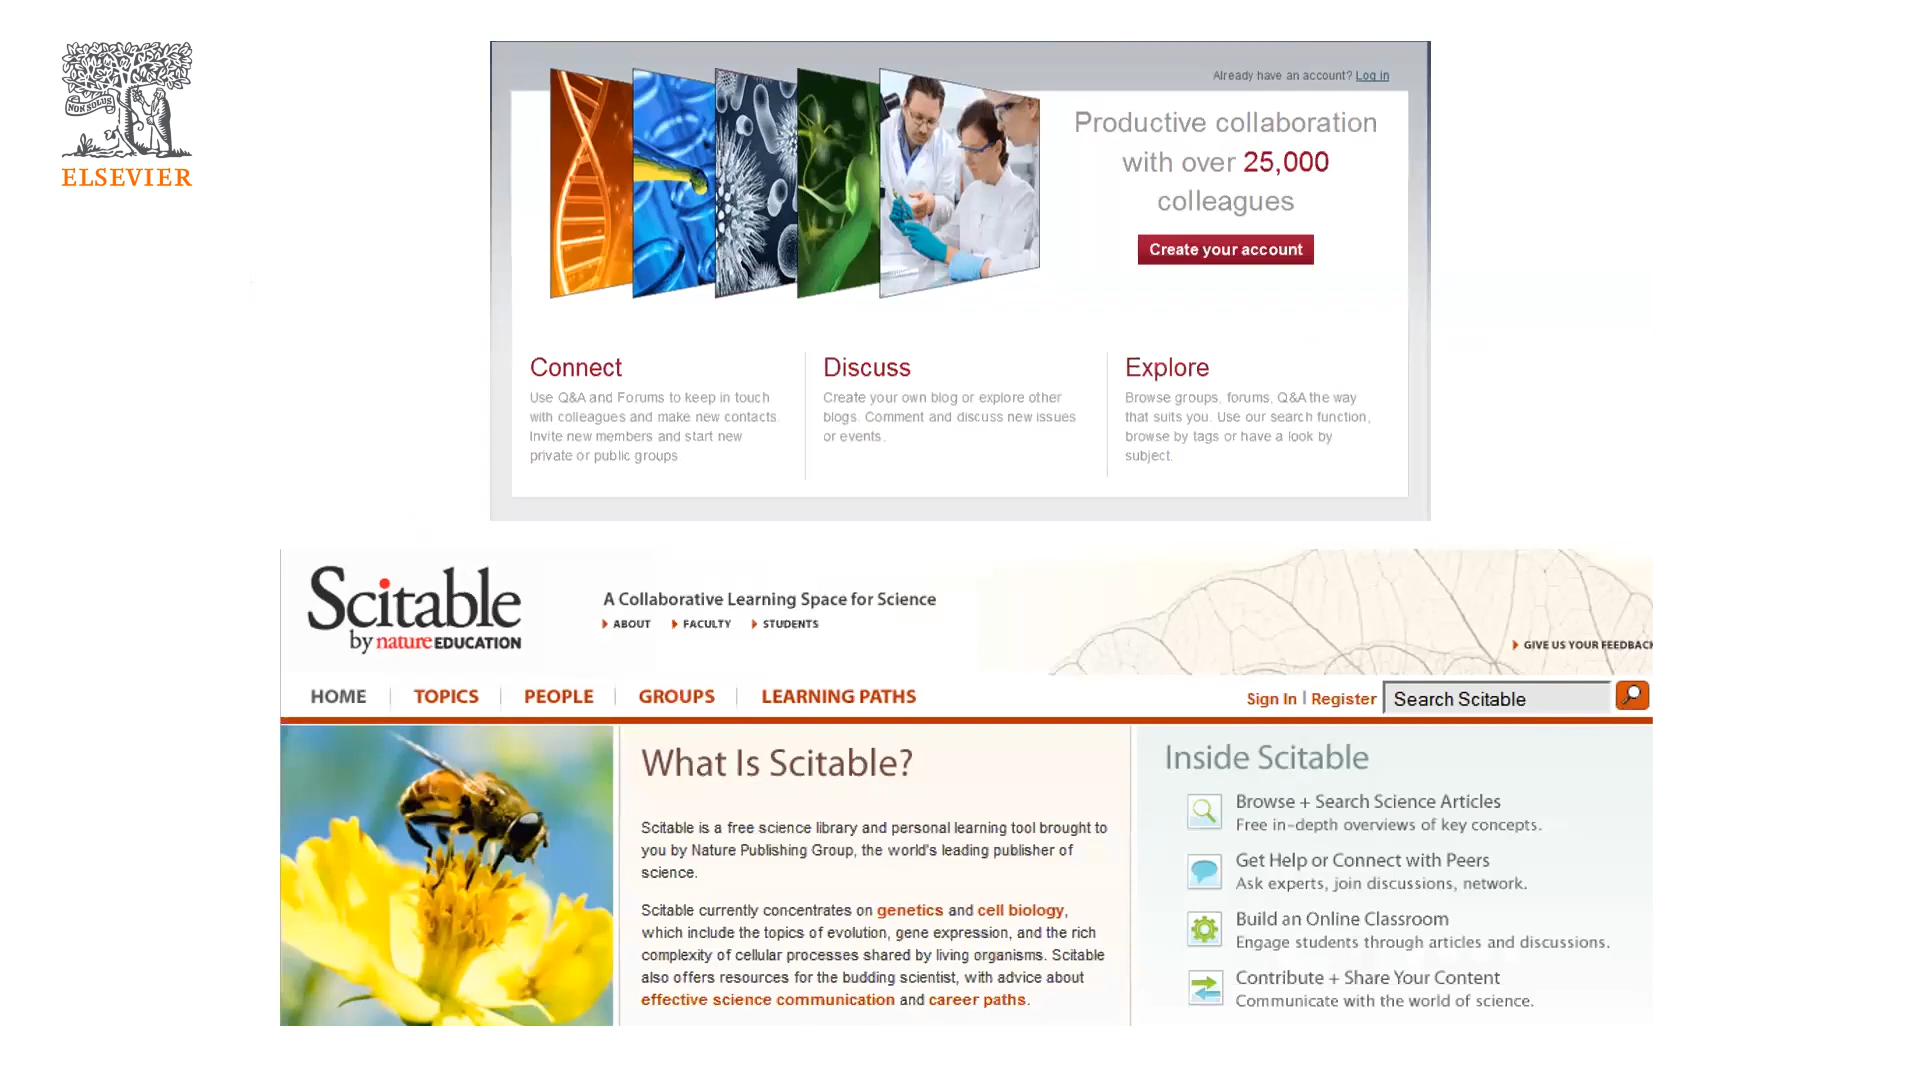 NON SOLUS
ELSEVIER
Already have an account? Log in
Productive collaboration
with over 25,000
colleagues
Create your account
Connect
Use Q&A and Forums to keep in touch
with colleagues and make new contacts.
Invite new members and start new
private or public groups
Discuss
Create your own blog or explore other
blogs. Comment and discuss new issues
or events.
Explore
Browse groups, forums, Q&A the way
that suits you. Use our search function,
browse by tags or have a look by
subject.
Scitable
by nature EDUCATION
A Collaborative Learning Space for Science
ABOUT FACULTY STUDENTS
GIVE US YOUR FEEDBACK
HOME TOPICS PEOPLE GROUPS LEARNING PATHS
Sign In | Register Search Scitable
What Is Scitable?
Scitable is a free science library and personal learning tool brought to
you by Nature Publishing Group, the world's leading publisher of
science.
Scitable currently concentrates on genetics and cell biology,
which include the topics of evolution, gene expression, and the rich
complexity of cellular processes shared by living organisms. Scitable
also offers resources for the budding scientist, with advice about
effective science communication and career paths.
Inside Scitable
Browse + Search Science Articles
Free in-depth overviews of key concepts.
Get Help or Connect with Peers
Ask experts, join discussions, network.
Build an Online Classroom
Engage students through articles and discussions.
Contribute + Share Your Content
Communicate with the world of science.